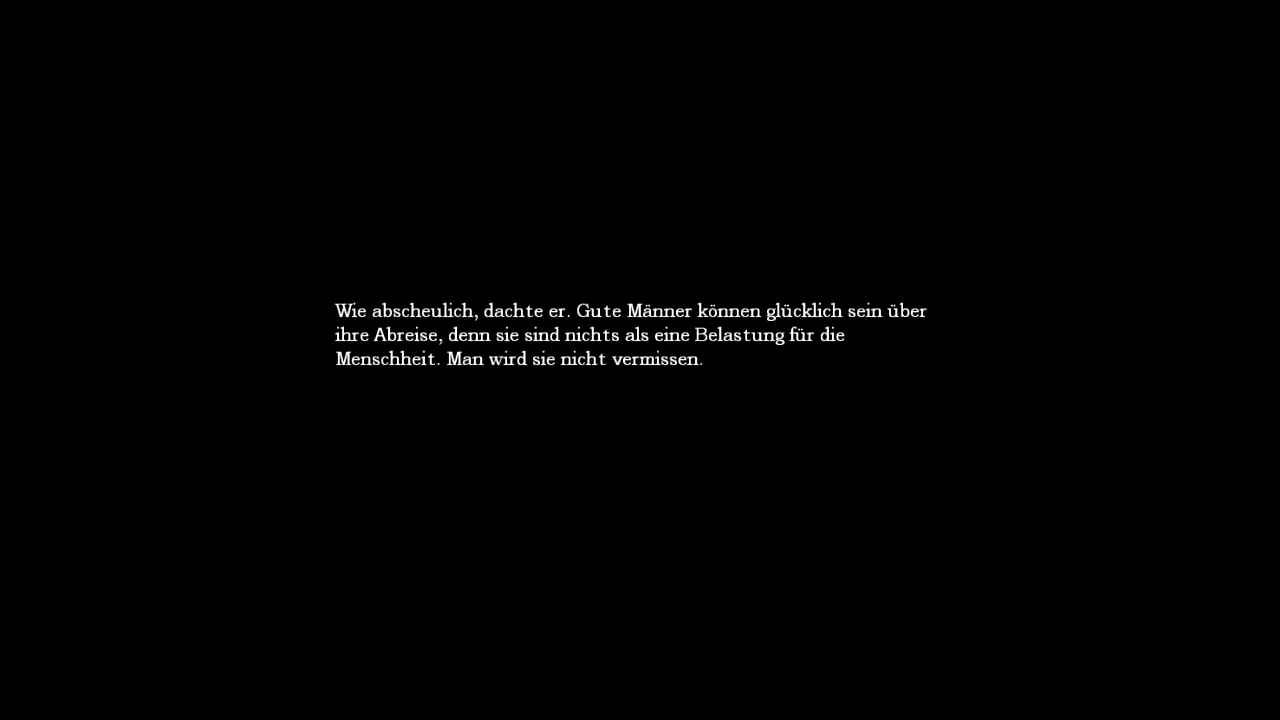 Wie abscheulich, dachte er. Gute Männer können glücklich sein über
ihre Abreise, denn sie sind nichts als eine Belastung für die
Menschheit. Man wird sie nicht vermissen.